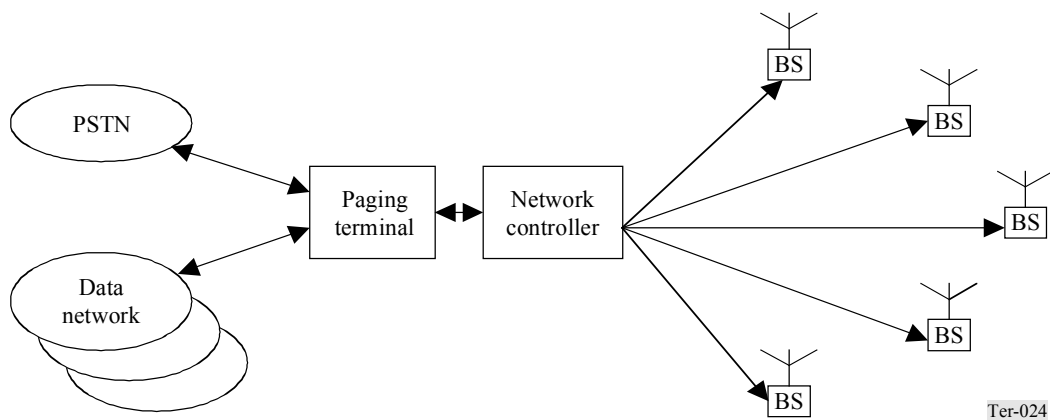 BS
BS
PSTN
Paging
terminal
Network
controller
BS
Data
network
BS
BS
Ter-024